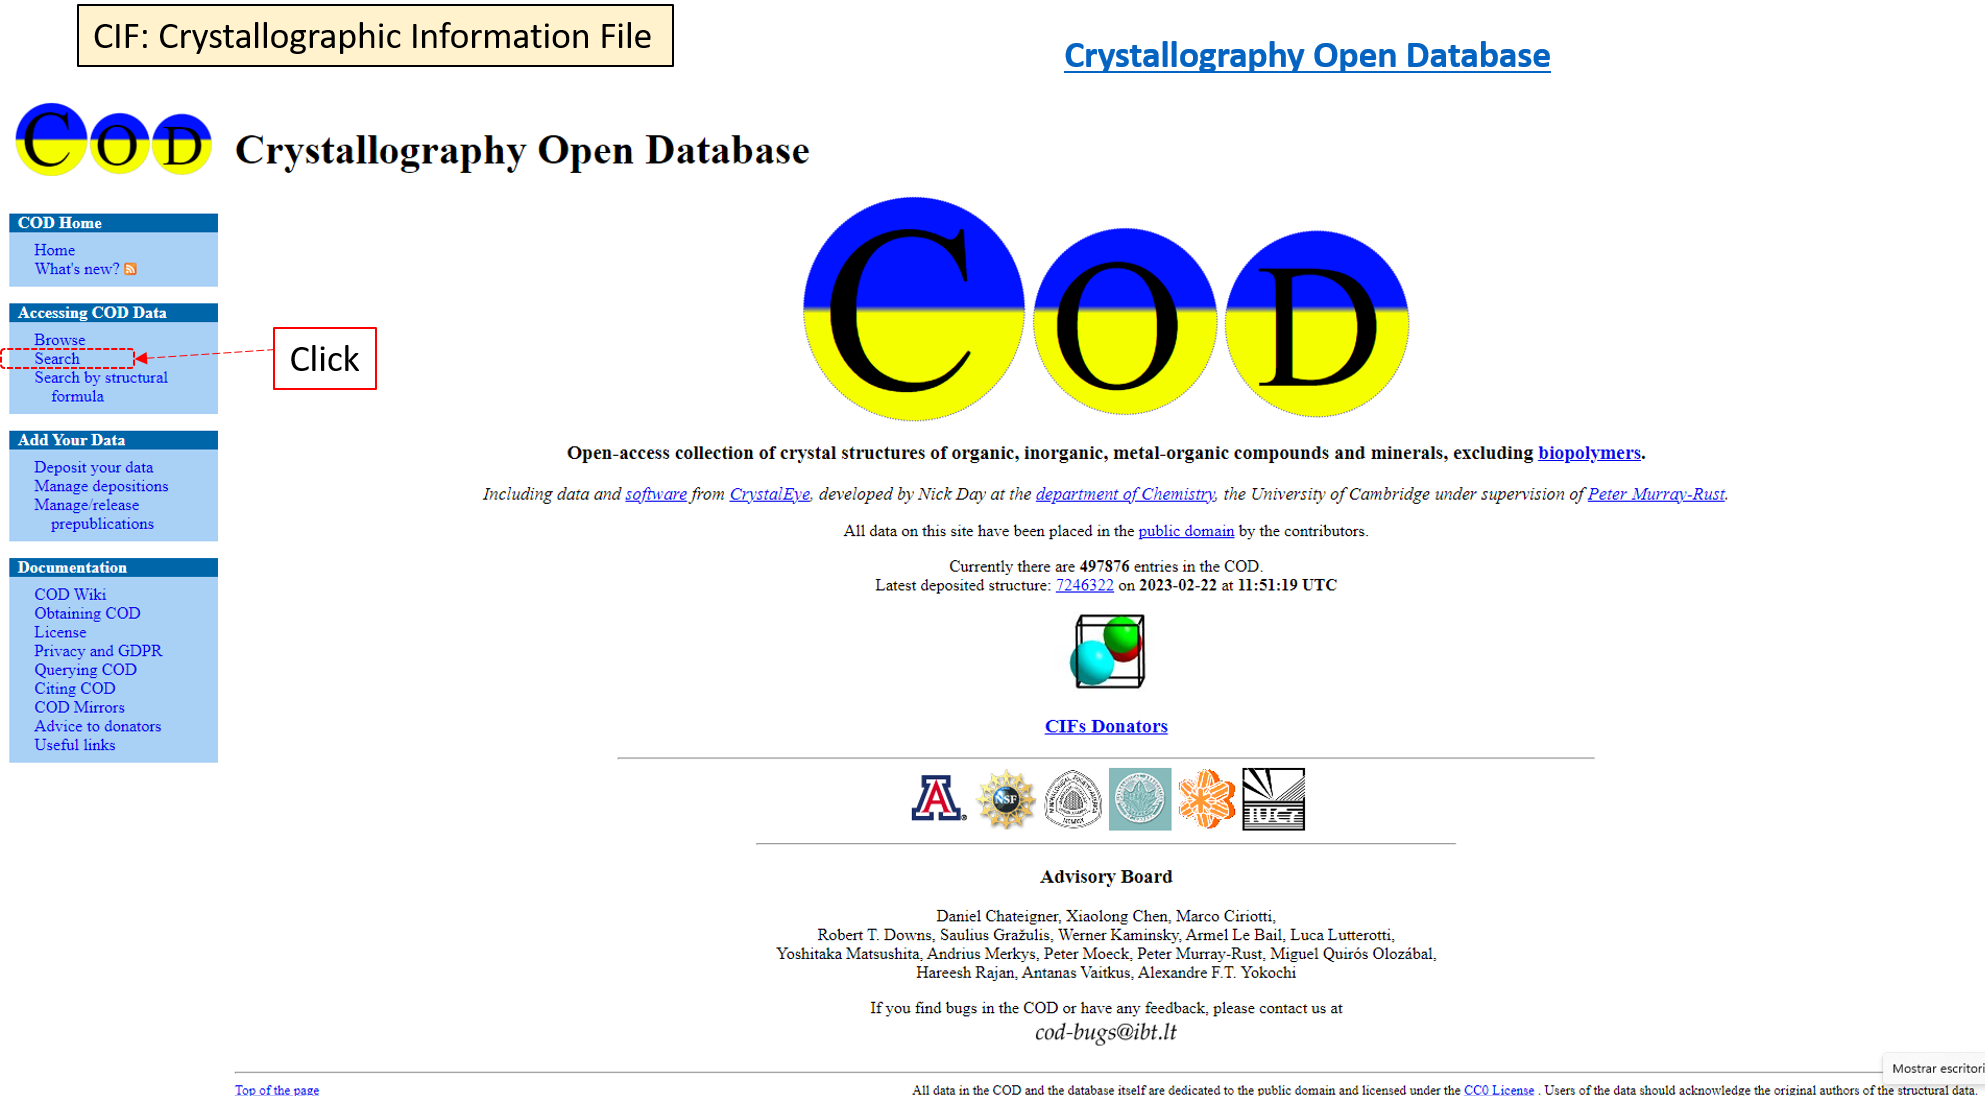 CIF: Crystallographic Information File
Crystallography Open Database
COD
Crystallography Open Database
COD Home
Home
What's new?
Accessing COD Data
Browse
Search
Click
Search by structural
formula
Add Your Data
Deposit your data
Manage depositions
Manage/release
prepublications
Documentation
COD Wiki
Obtaining COD
License
Privacy and GDPR
Querying COD
Citing COD
COD Mirrors
Advice to donators
Useful links
COD
Open-access collection of crystal structures of organic, inorganic, metal-organic compounds and minerals, excluding biopolymers.
Including data and software from CrystalEye, developed by Nick Day at the department of Chemistry, the University of Cambridge under supervision of Peter Murray-Rust.
All data on this site have been placed in the public domain by the contributors.
Currently there are 497876 entries in the COD.
Latest deposited structure: 7246322 on 2023-02-22 at 11:51:19 UTC
CIFs Donators
A
NSF
IUCr
Advisory Board
Daniel Chateigner, Xiaolong Chen, Marco Ciriotti,
Robert T. Downs, Saulius Gražulis, Werner Kaminsky, Armel Le Bail, Luca Lutterotti,
Yoshitaka Matsushita, Andrius Merkys, Peter Moeck, Peter Murray-Rust, Miguel Quirós Olozábal,
Hareesh Rajan, Antanas Vaitkus, Alexandre F.T. Yokochi
If you find bugs in the COD or have any feedback, please contact us at
cod-bugs@ibt.lt
Mostrar escritori
Top of the page
All data in the COD and the database itself are dedicated to the public domain and licensed under the CC0 License . Users of the data should acknowledge the original authors of the structural data.